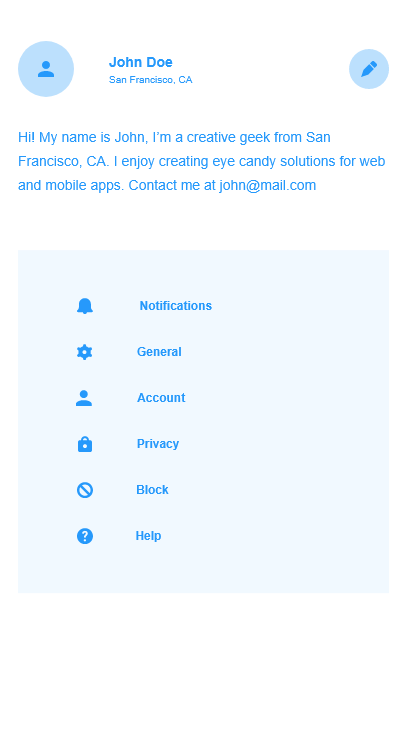 John Doe
San Francisco, CA
Hi! My name is John, I’m a creative geek from San
Francisco, CA. I enjoy creating eye candy solutions for web
and mobile apps. Contact me at john@mail.com
Notifications
General
Account
Privacy
Block
Help